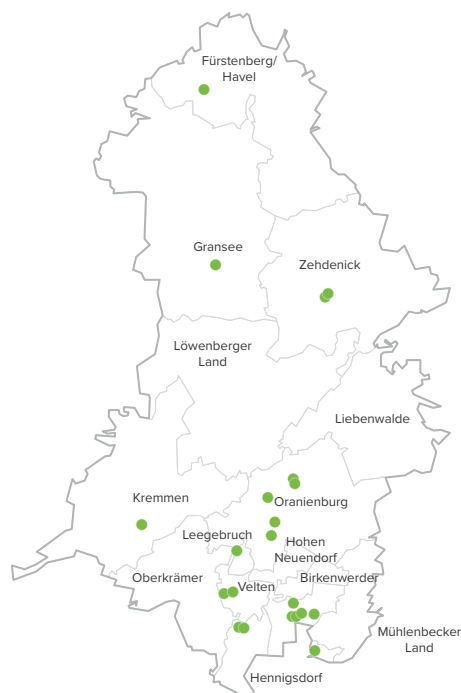 Fürstenberg/
Havel
Gransee
Zehdenick
Löwenberger
Land
Liebenwalde
Kremmen
Oranienburg
Leegebruch
Hohen
Neuendorf
Oberkrämer
Velten
Birkenwerder
Mühlenbecker
Land
Hennigsdorf